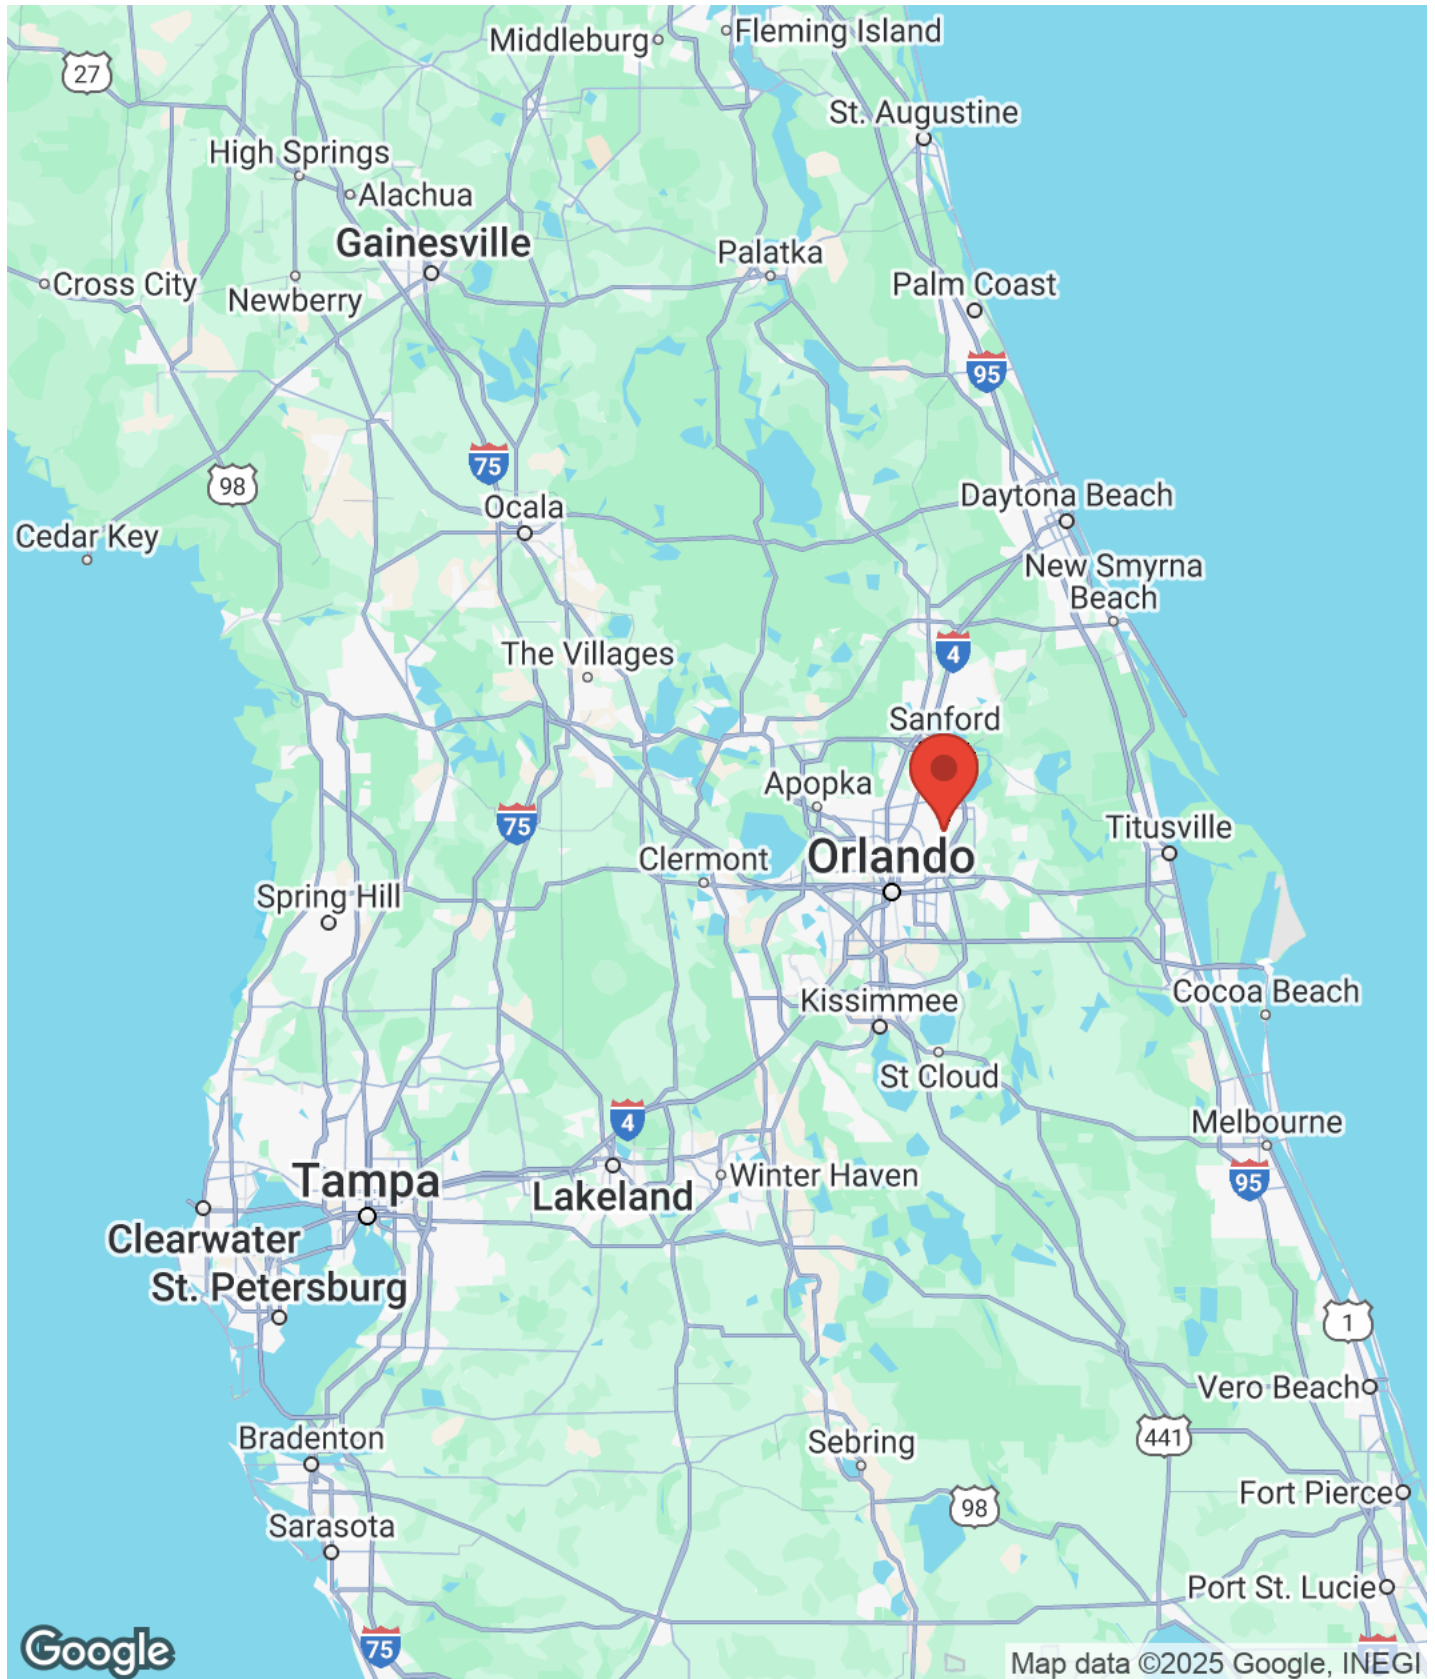 Middleburg
Fleming Island
27
St. Augustine
High Springs
Alachua
Gainesville
Palatka
Cross City
Newberry
Palm Coast
95
75
98
Ocala
Daytona Beach
Cedar Key
New Smyrna
Beach
The Villages
4
Sanford
Apopka
75
Titusville
Clermont
Orlando
Spring Hill
Cocoa Beach
Kissimmee
St Cloud
4
Melbourne
Tampa
Winter Haven
95
Lakeland
Clearwater
St. Petersburg
1
Vero Beach
Bradenton
Sebring
441
Fort Pierce
98
Sarasota
Port St. Lucie
Google
75
95
Map data ©2025 Google, INEGI